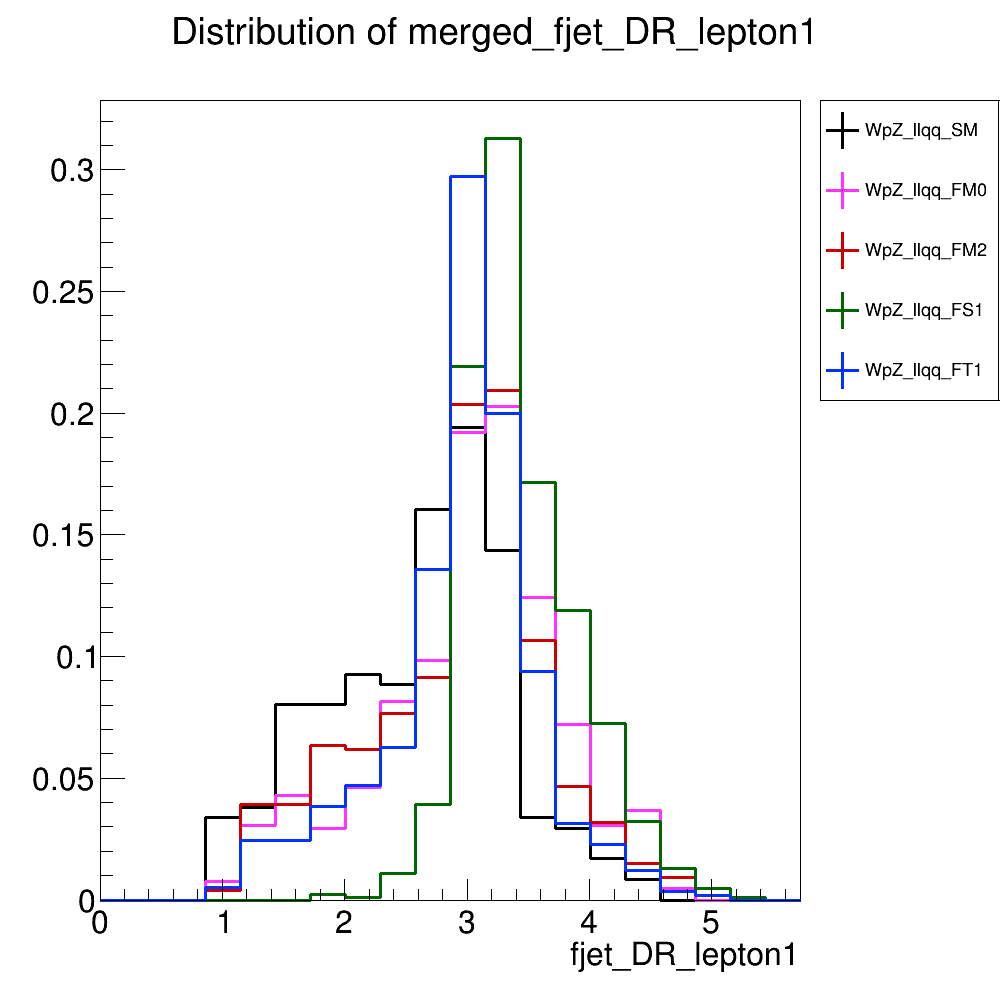 Distribution of merged_fjet_DR_lepton1
WpZ_llqq_SM
WpZ_llqq_FM0
WpZ_llqq_FM2
WpZ_llqq_FS1
WpZ_llqq_FT1
0.3
0.25
0.2
0.15
0.1
0.05
0
0 1 2 3 4 5
fjet_DR_lepton1